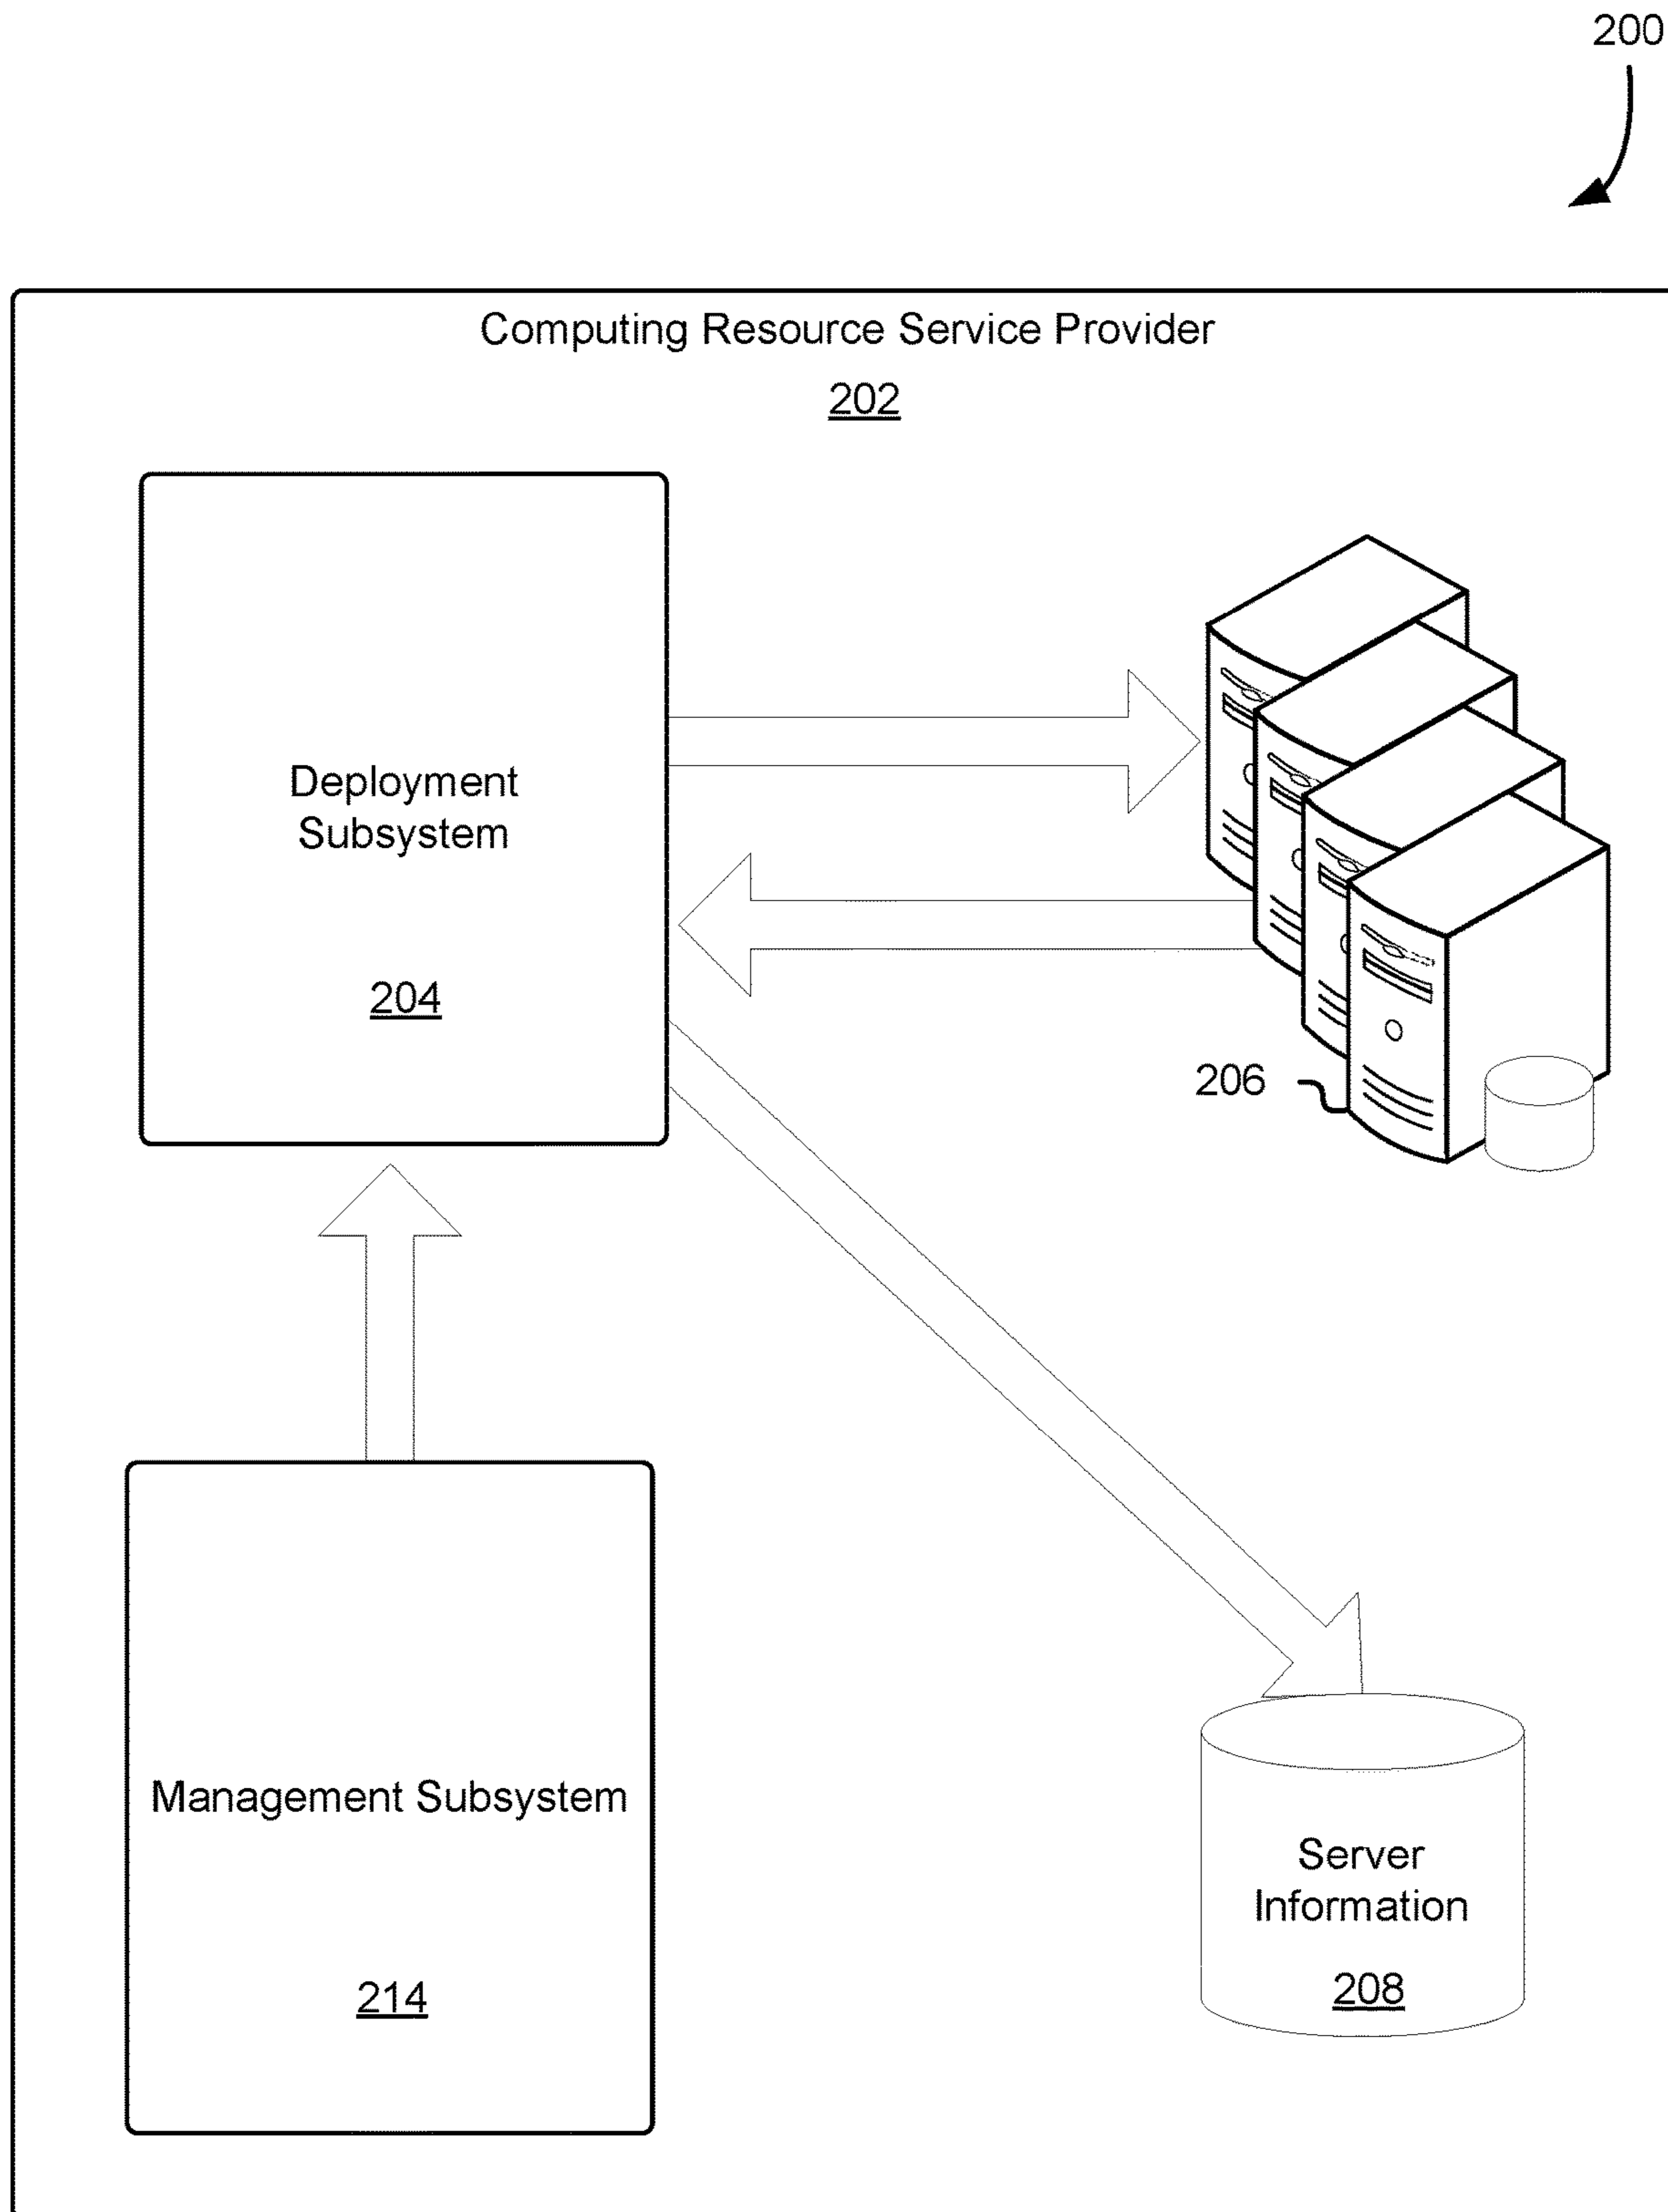 200
Computing Resource Service Provider
202
Deployment
Subsystem
204
206
Management Subsystem
214
Server
Information
208